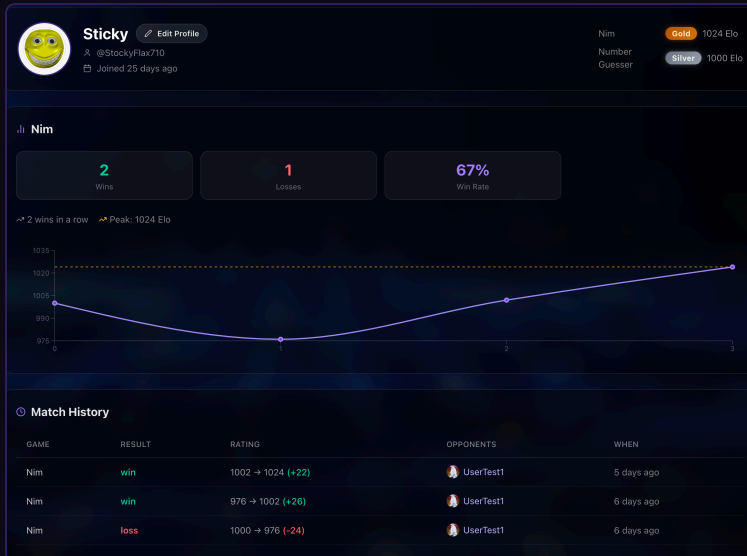 Sticky Edit Profile
@StockyFlax710
Joined 25 days ago
Nim Gold 1024 Elo
Number Guesser Silver 1000 Elo
Nim
2
Wins
1
Losses
67%
Win Rate
2 wins in a row Peak: 1024 Elo
1035
1020
1005
990
975
0 1 2 3
Match History
GAME RESULT RATING OPPONENTS WHEN
Nim win 1002 → 1024 (+22) UserTest1 5 days ago
Nim win 976 → 1002 (+26) UserTest1 6 days ago
Nim loss 1000 → 976 (-24) UserTest1 6 days ago